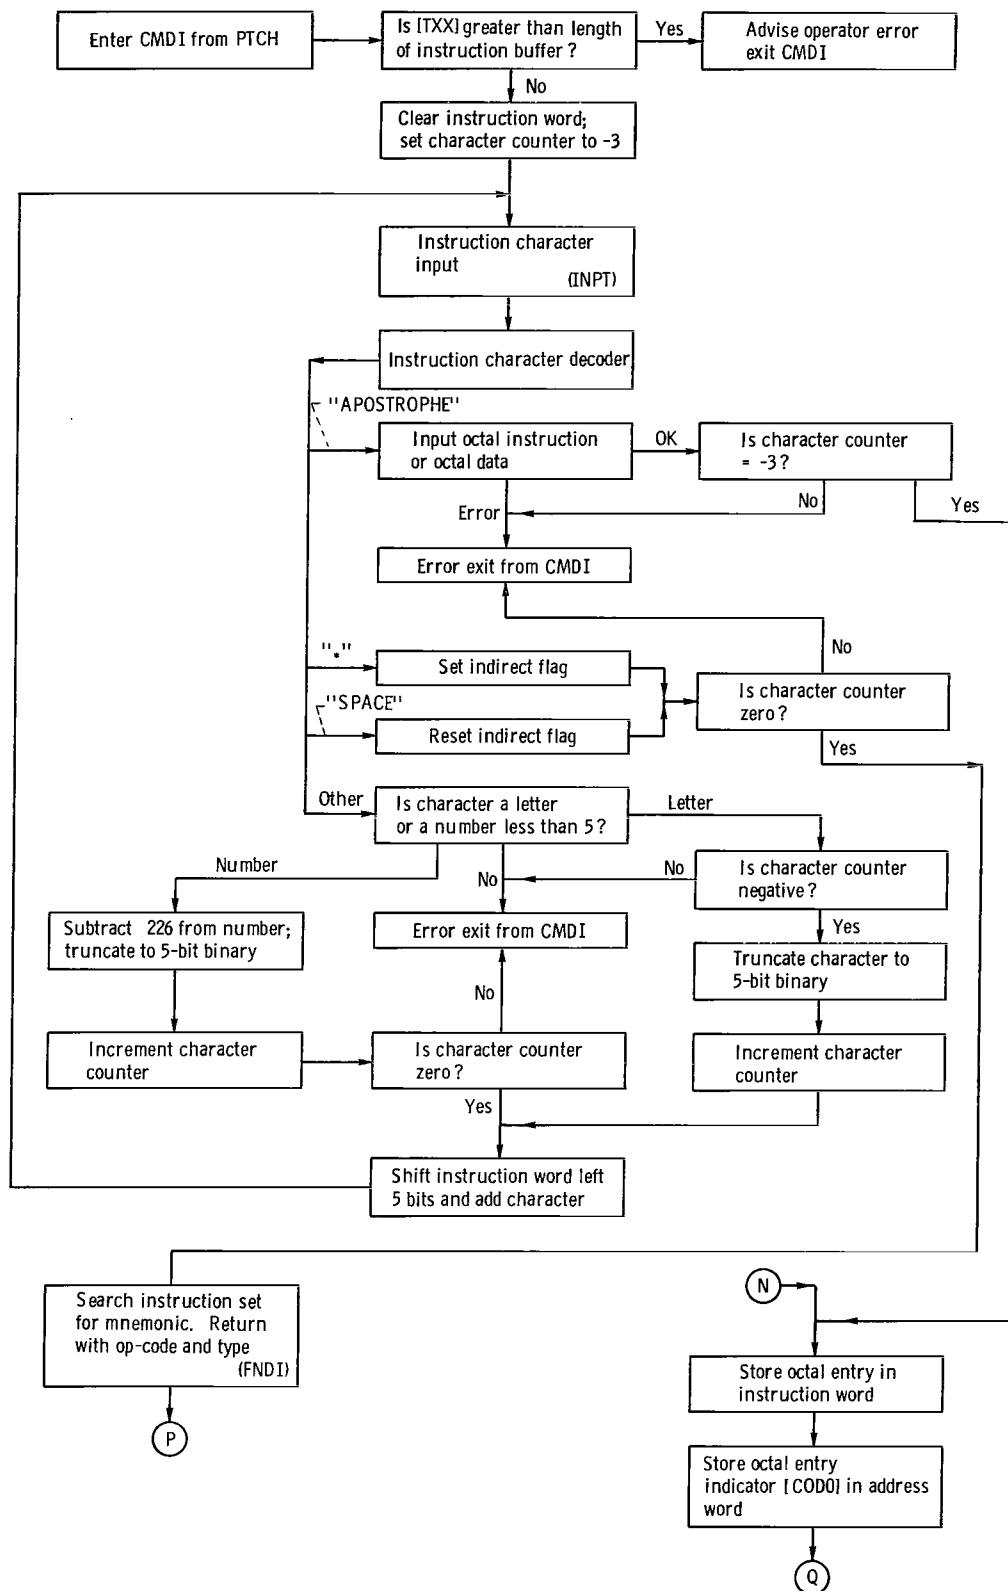 Enter CMDI from PTCH
Is [TXX] greater than length
of instruction buffer?
Yes
Advise operator error
exit CMDI
No
Clear instruction word;
set character counter to -3
Instruction character
input
(INPT)
Instruction character decoder
"APOSTROPHE"
Input octal instruction
or octal data
OK
Is character counter
= -3?
No
Yes
Error
Error exit from CMDI
No
"*"
Set indirect flag
Is character counter
zero?
"SPACE"
Reset indirect flag
Yes
Other
Is character a letter
or a number less than 5?
Letter
Number
No
No
Is character counter
negative?
Subtract 226 from number;
truncate to 5-bit binary
Error exit from CMDI
Yes
Truncate character to
5-bit binary
No
Increment character
counter
Is character counter
zero?
Increment character
counter
Yes
Shift instruction word left
5 bits and add character
Search instruction set
for mnemonic. Return
with op-code and type
(FNDI)
P
N
Store octal entry in
instruction word
Store octal entry
indicator [CODO] in address
word
Q